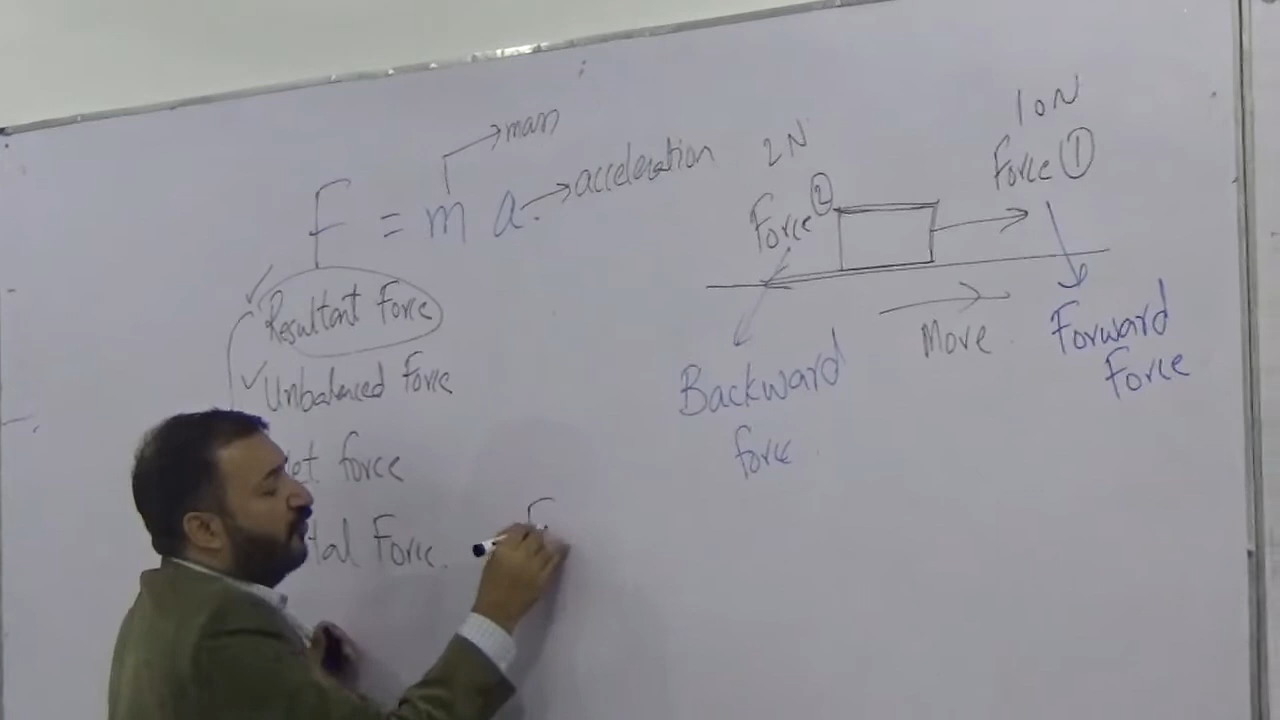 F = m a → acceleration
→ mass
Resultant Force
✓ Unbalanced Force
et force
tal Force.
F
10N
Force ①
2N
Force ②
Move
Forward
Force
Backward
force